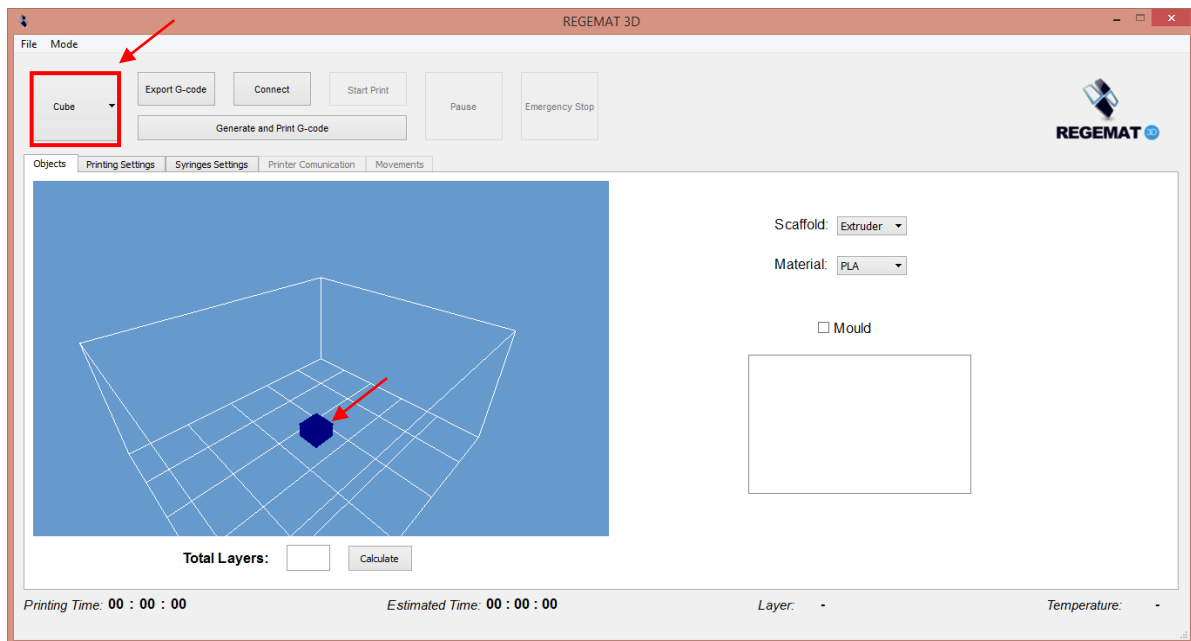 REGEMAT 3D
File Mode
Cube
Export G-code
Connect
Start Print
Pause
Emergency Stop
Generate and Print G-code
REGEMAT 3D
Objects
Printing Settings
Syringes Settings
Printer Comunication
Movements
Scaffold: Extruder
Material: PLA
Mould
Total Layers:
Calculate
Printing Time: 00 : 00 : 00
Estimated Time: 00 : 00 : 00
Layer: -
Temperature: -